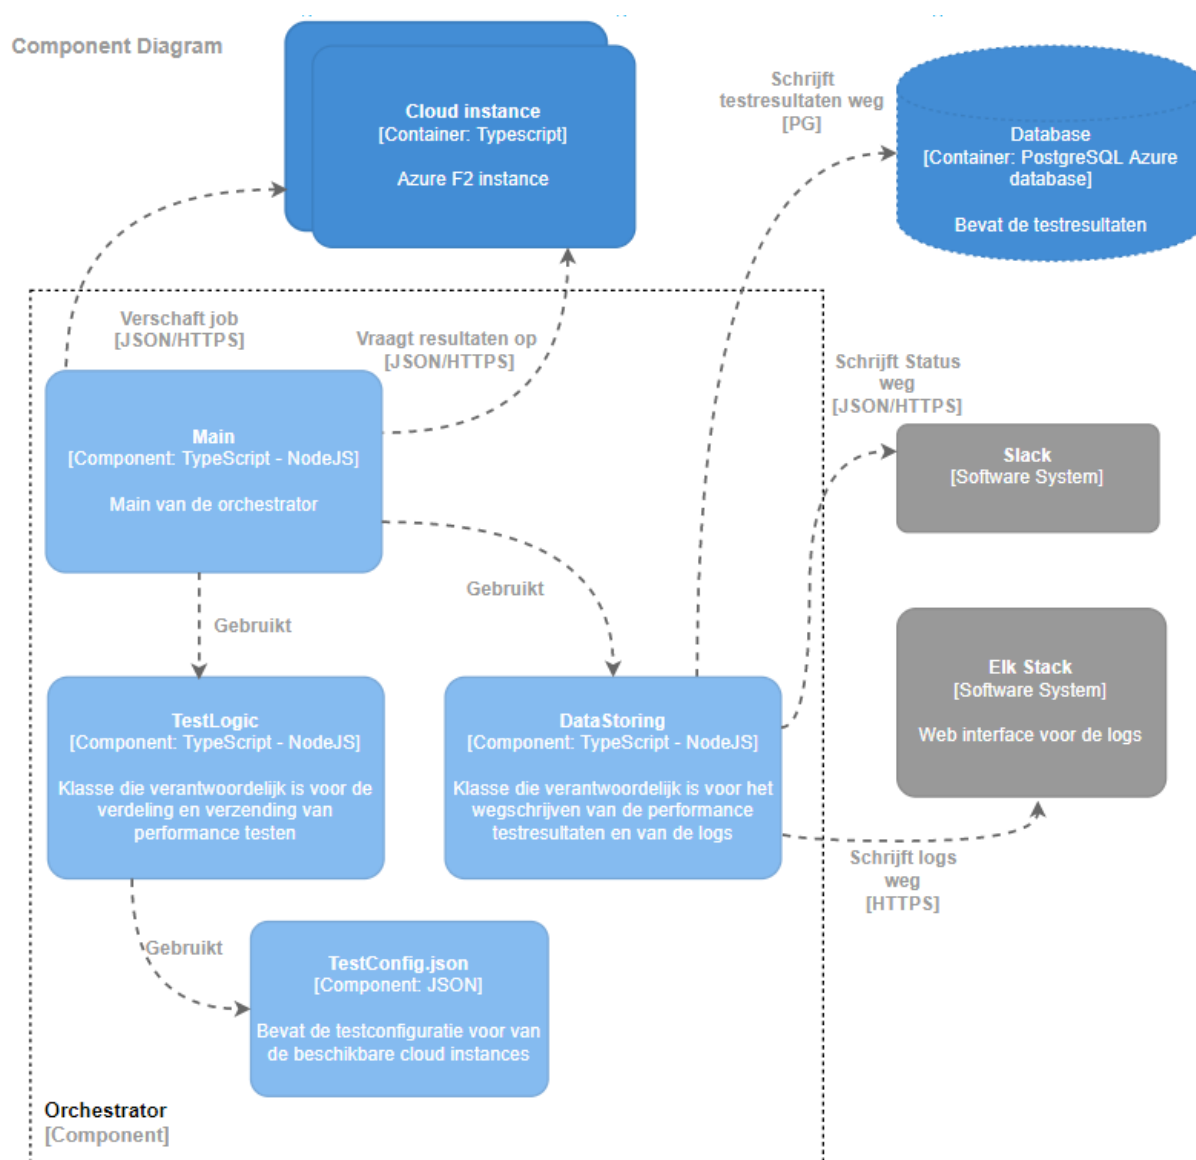 Component Diagram
Cloud instance
[Container: Typescript]
Azure F2 instance
Schrijft
testresultaten weg
[PG]
Database
[Container: PostgreSQL Azure
database]
Bevat de testresultaten
Verschaft job
[JSON/HTTPS]
Vraagt resultaten op
[JSON/HTTPS]
Schrijft Status
weg
[JSON/HTTPS]
Main
[Component: TypeScript - NodeJS]
Main van de orchestrator
Slack
[Software System]
Gebruikt
Gebruikt
Elk Stack
[Software System]
Web interface voor de logs
TestLogic
[Component: TypeScript - NodeJS]
Klasse die verantwoordelijk is voor de
verdeling en verzending van
performance testen
DataStoring
[Component: TypeScript - NodeJS]
Klasse die verantwoordelijk is voor het
wegschrijven van de performance
testresultaten en van de logs
Schrijft logs
weg
[HTTPS]
Gebruikt
TestConfig.json
[Component: JSON]
Bevat de testconfiguratie voor van
de beschikbare cloud instances
Orchestrator
[Component]